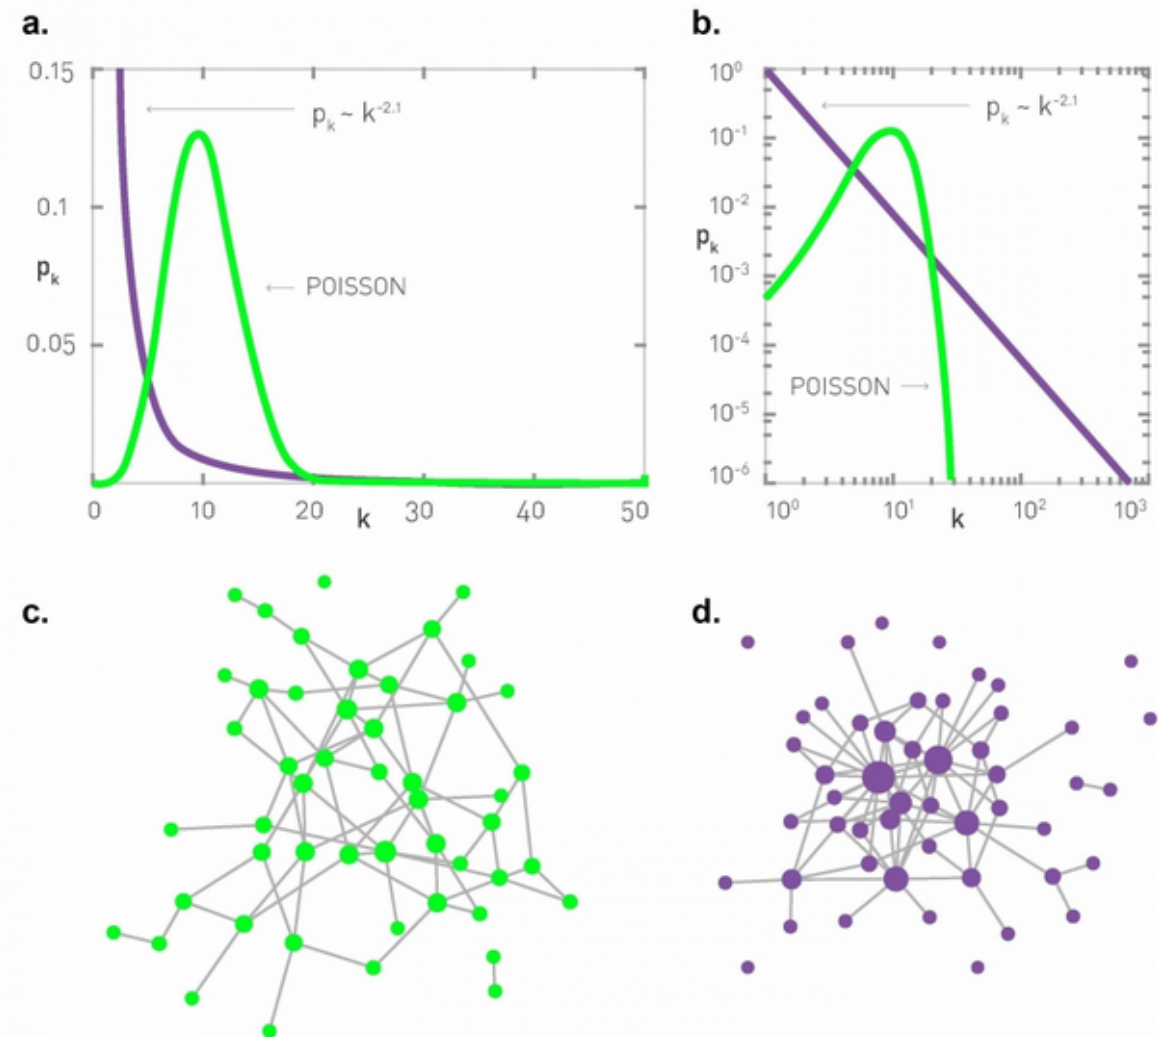 a.
0.15
0.1
0.05
p_k
p_k ~ k^-2.1
← POISSON
0 10 20 30 40 50
k
b.
10^0
10^-1
10^-2
10^-3
10^-4
10^-5
10^-6
p_k
p_k ~ k^-2.1
POISSON →
10^0 10^1 10^2 10^3
k
c.
d.